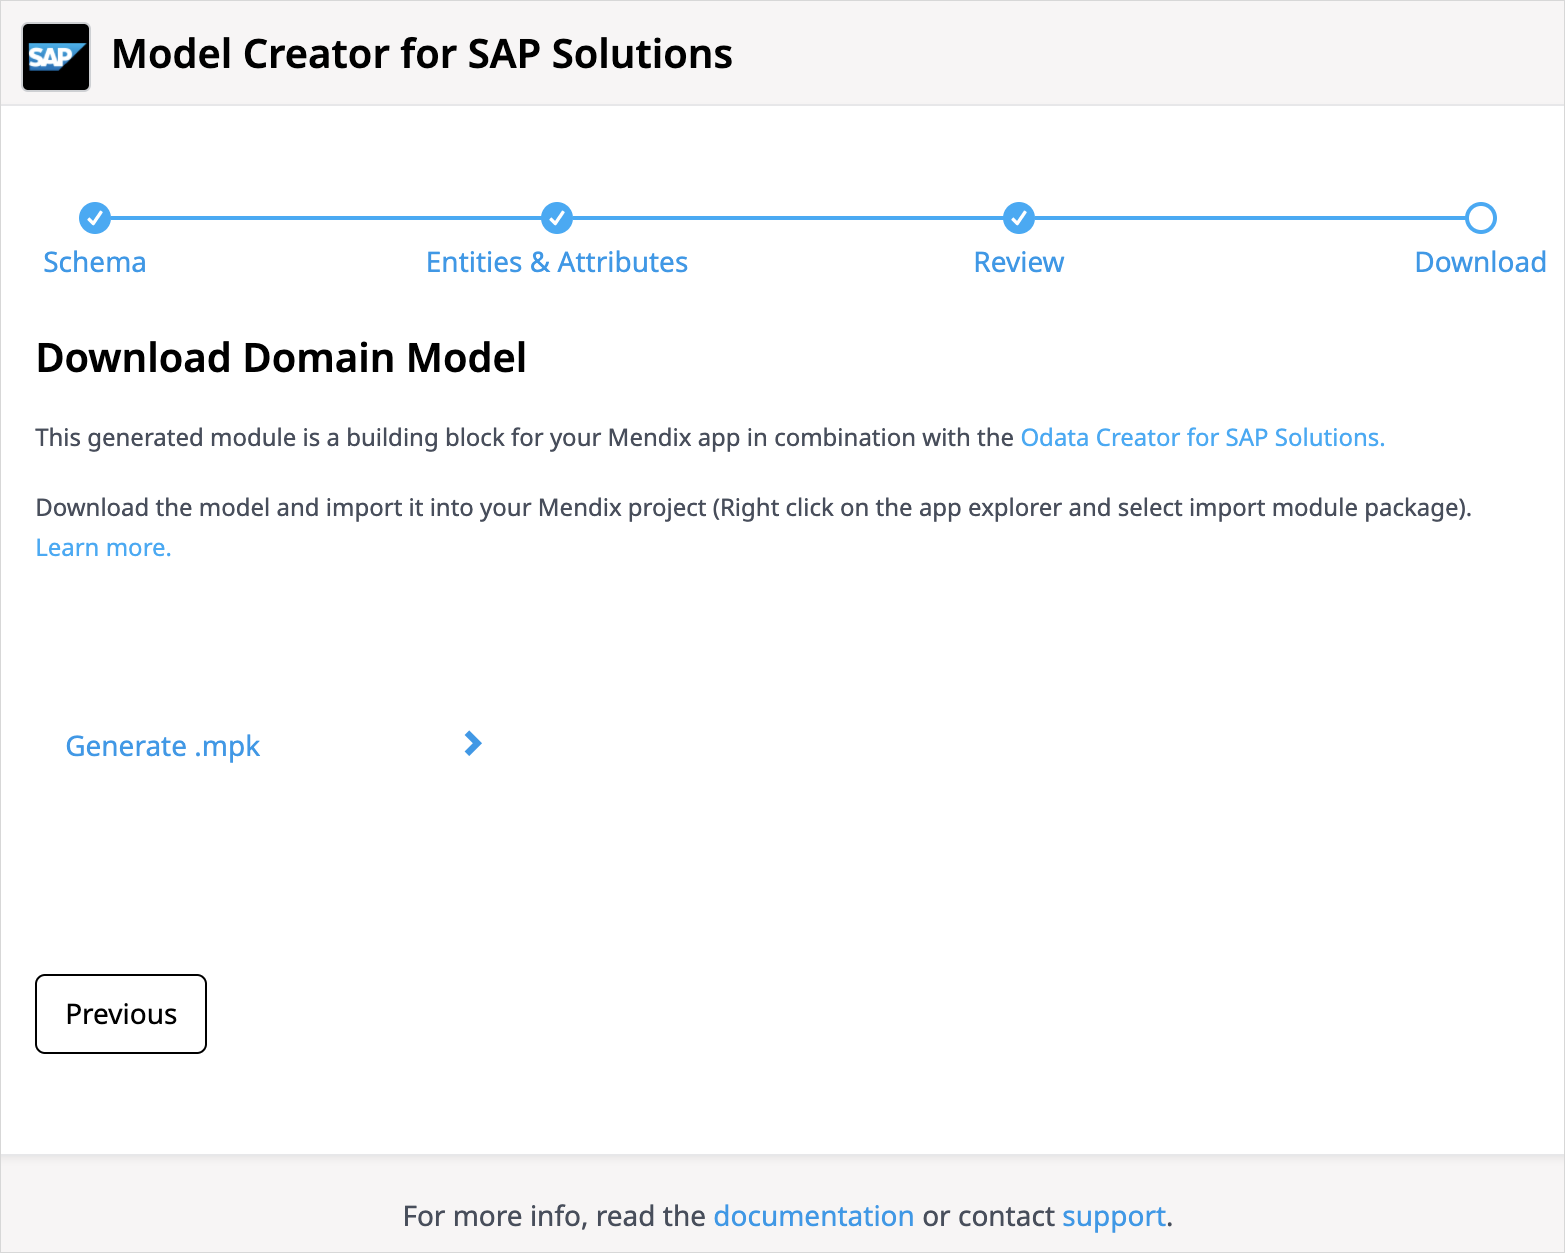 SAP
Model Creator for SAP Solutions
Schema
Entities & Attributes
Review
Download
Download Domain Model
This generated module is a building block for your Mendix app in combination with the Odata Creator for SAP Solutions.
Download the model and import it into your Mendix project (Right click on the app explorer and select import module package).
Learn more.
Generate .mpk
Previous
For more info, read the documentation or contact support.